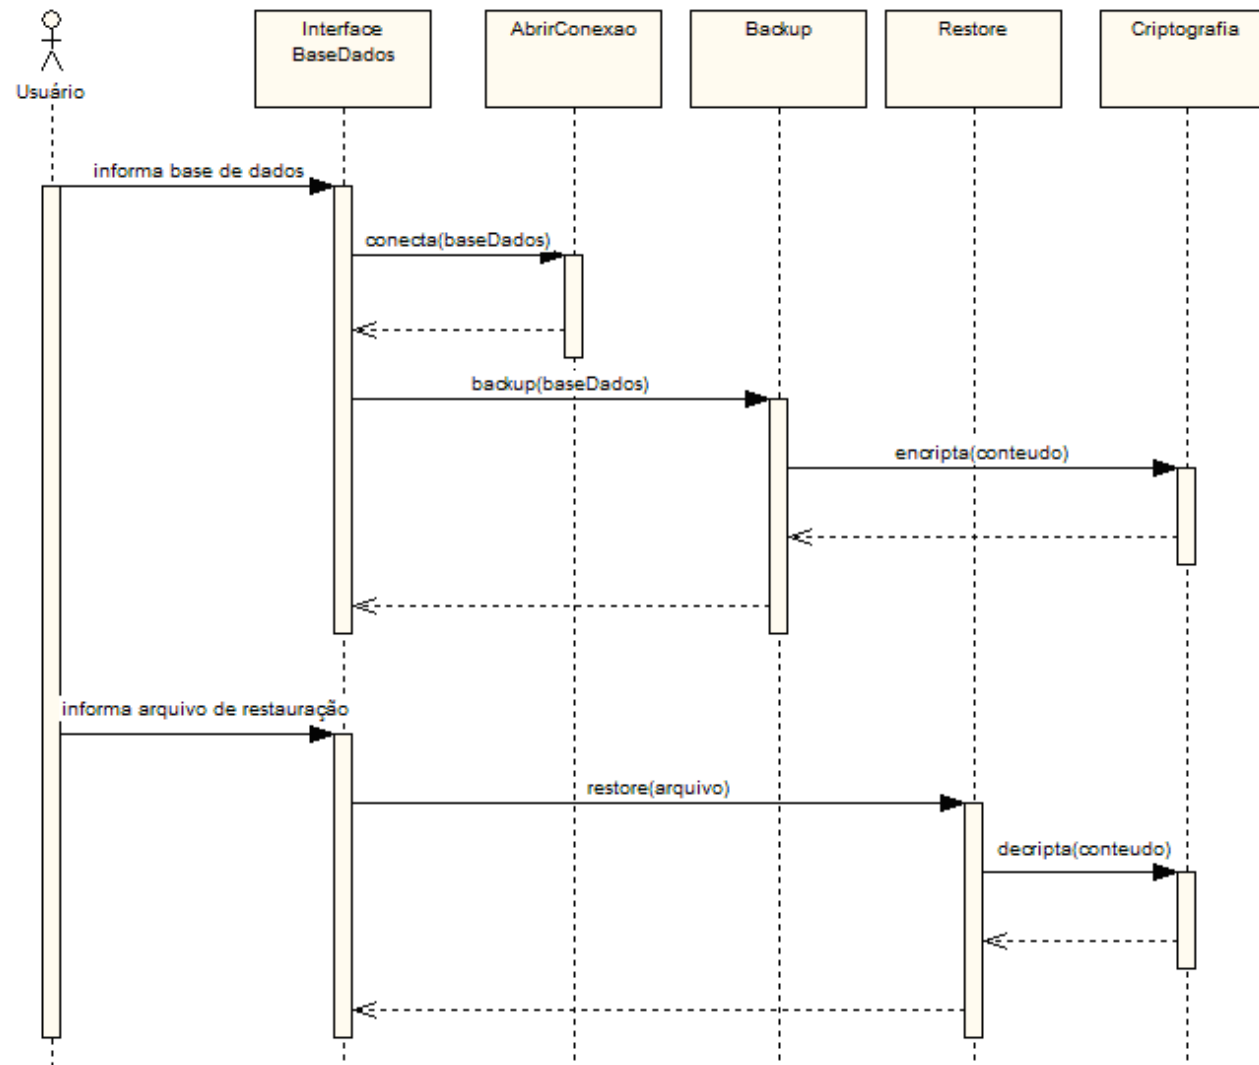 Usuário
Interface
BaseDados
AbrirConexao
Backup
Restore
Criptografia
informa base de dados
conecta(baseDados)
backup(baseDados)
encripta(conteudo)
informa arquivo de restauração
restore(arquivo)
decripta(conteudo)